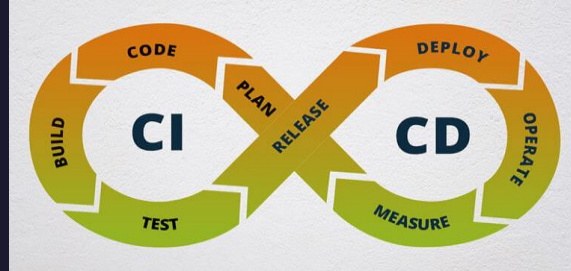 CODE
DEPLOY
PLAN
RELEASE
BUILD
CI
CD
OPERATE
TEST
MEASURE